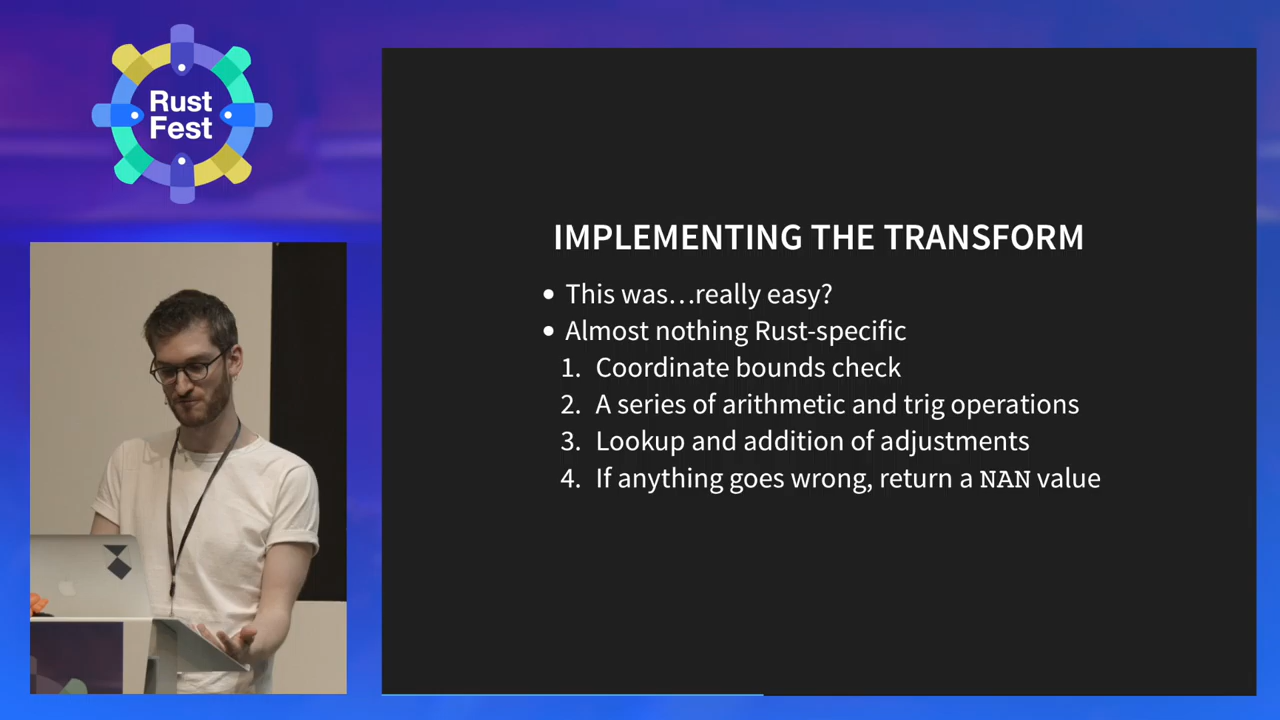 Rust
Fest
IMPLEMENTING THE TRANSFORM
• This was…really easy?
• Almost nothing Rust-specific
1. Coordinate bounds check
2. A series of arithmetic and trig operations
3. Lookup and addition of adjustments
4. If anything goes wrong, return a NAN value